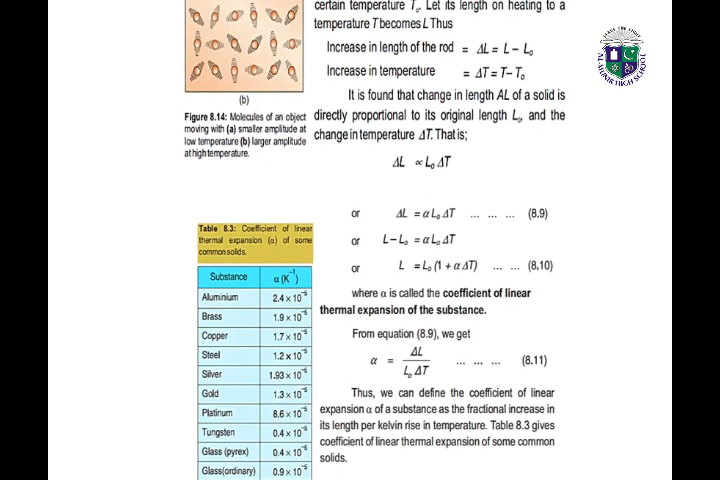 certain temperature T₀. Let its length on heating to a
temperature T becomes L Thus
Increase in length of the rod = ΔL = L − L₀
Increase in temperature = ΔT = T − T₀
It is found that change in length ΔL of a solid is
directly proportional to its original length L₀, and the
change in temperature ΔT. That is;
ΔL ∝ L₀ ΔT
or ΔL = α L₀ ΔT ... ... ... (8.9)
or L − L₀ = α L₀ ΔT
or L = L₀ (1 + α ΔT) ... ... (8.10)
where α is called the coefficient of linear
thermal expansion of the substance.
From equation (8.9), we get
α = ΔL / L₀ ΔT ... ... ... (8.11)
Thus, we can define the coefficient of linear
expansion α of a substance as the fractional increase in
its length per kelvin rise in temperature. Table 8.3 gives
coefficient of linear thermal expansion of some common
solids.
(b)
Figure 8.14: Molecules of an object
moving with (a) smaller amplitude at
low temperature (b) larger amplitude
at high temperature.
Table 8.3: Coefficient of linear
thermal expansion (α) of some
common solids.
Substance α (K⁻¹)
Aluminium 2.4 × 10⁻⁵
Brass 1.9 × 10⁻⁵
Copper 1.7 × 10⁻⁵
Steel 1.2 × 10⁻⁵
Silver 1.93 × 10⁻⁵
Gold 1.3 × 10⁻⁵
Platinum 8.6 × 10⁻⁵
Tungsten 0.4 × 10⁻⁵
Glass (pyrex) 0.4 × 10⁻⁵
Glass(ordinary) 0.9 × 10⁻⁵
AL-MUNIR HIGH SCHOOL